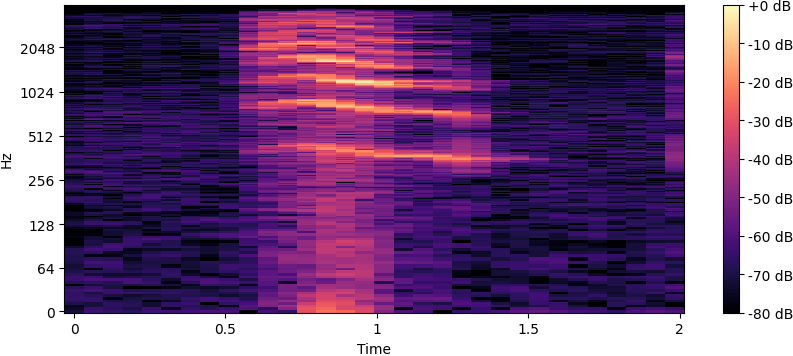 +0 dB
2048
-10 dB
1024
-20 dB
512
-30 dB
Hz
256
-40 dB
128
-50 dB
64
-60 dB
0
-70 dB
-80 dB
0 0.5 1 1.5 2
Time